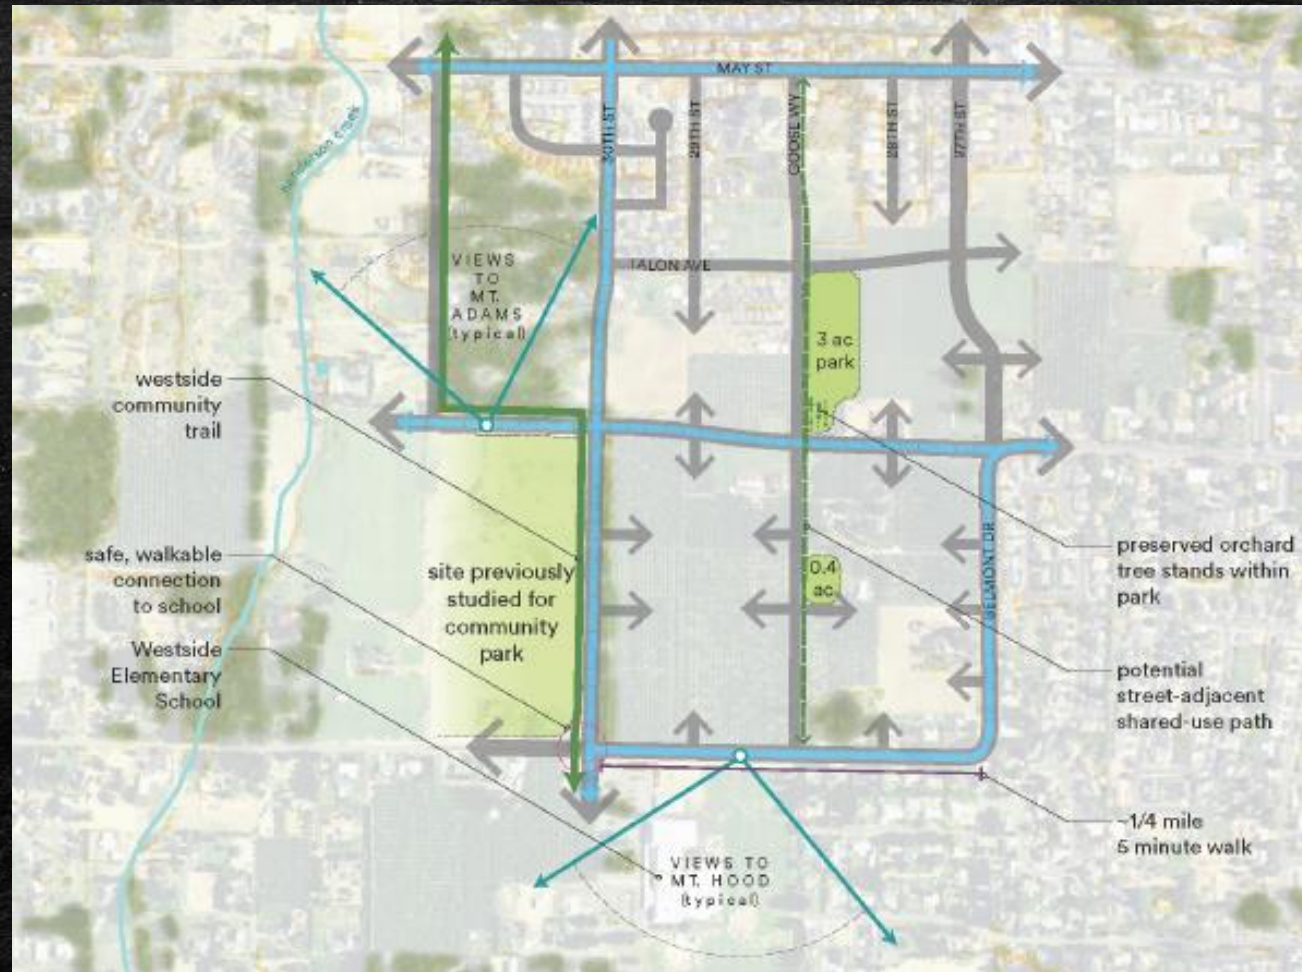 MAY ST
Henderson Creek
30TH ST
29TH ST
GOOSE WY
28TH ST
27TH ST
VIEWS
TO
MT.
ADAMS
(typical)
TALON AVE
3 ac
park
westside
community
trail
safe, walkable
connection
to school
Westside
Elementary
School
site previously
studied for
community
park
0.4
ac
BELMONT DR
preserved orchard
tree stands within
park
potential
street-adjacent
shared-use path
~1/4 mile
5 minute walk
VIEWS TO
MT. HOOD
(typical)